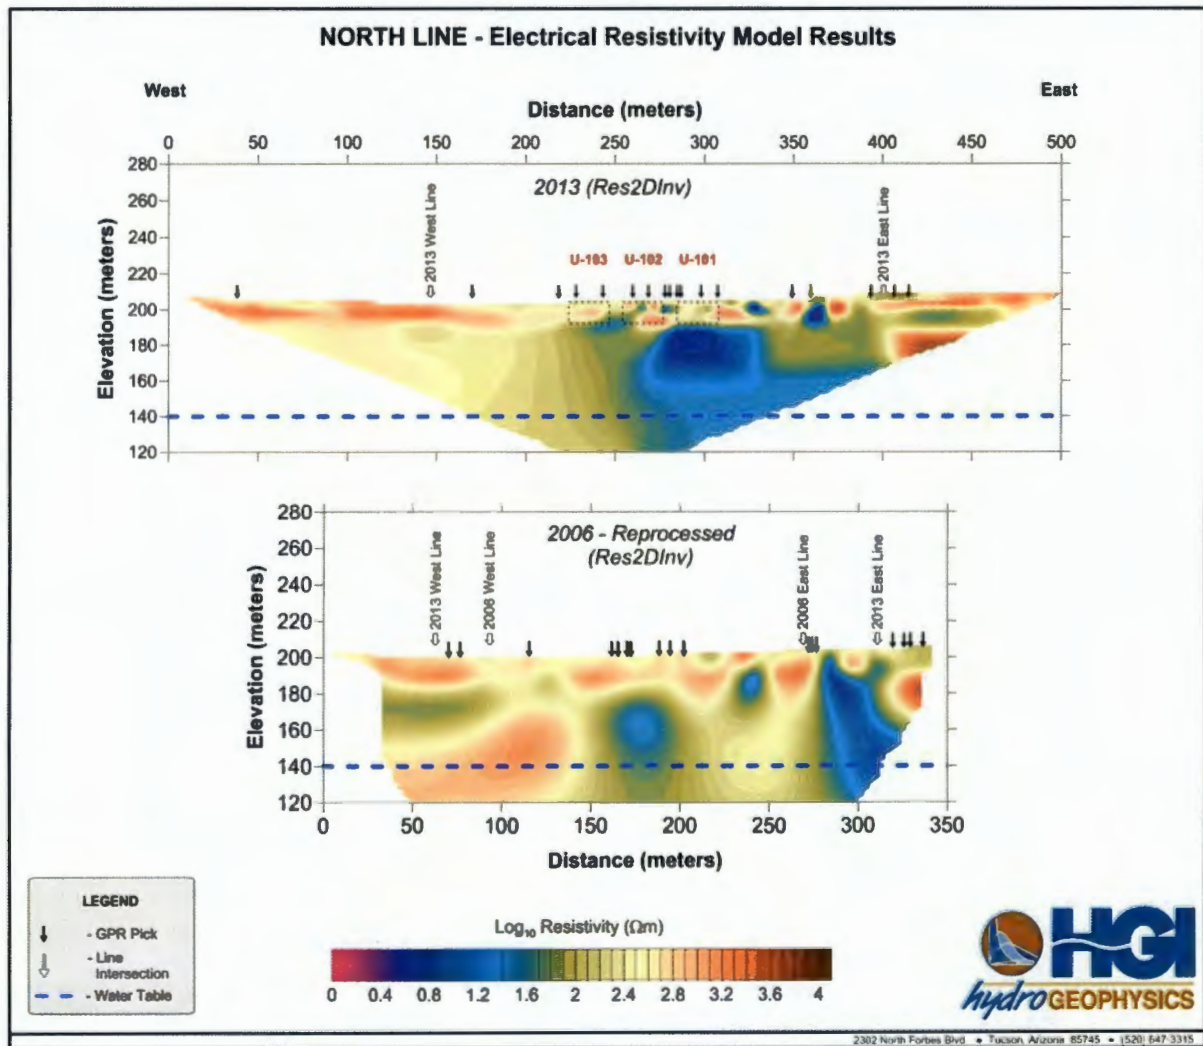 NORTH LINE - Electrical Resistivity Model Results
West
East
Distance (meters)
0 50 100 150 200 250 300 350 400 450 500
2013 (Res2DInv)
Elevation (meters)
280
260
240
220
200
180
160
140
120
2013 West Line
U-103
U-102
U-101
2013 East Line
2006 - Reprocessed
(Res2DInv)
Elevation (meters)
280
260
240
220
200
180
160
140
120
2013 West Line
2006 West Line
2006 East Line
2013 East Line
0 50 100 150 200 250 300 350
Distance (meters)
LEGEND
- GPR Pick
- Line
Intersection
- Water Table
Log₁₀ Resistivity (Ωm)
0 0.4 0.8 1.2 1.6 2 2.4 2.8 3.2 3.6 4
HGI
hydroGEOPHYSICS
2302 North Forbes Blvd • Tucson, Arizona 85745 • (520) 647-3315